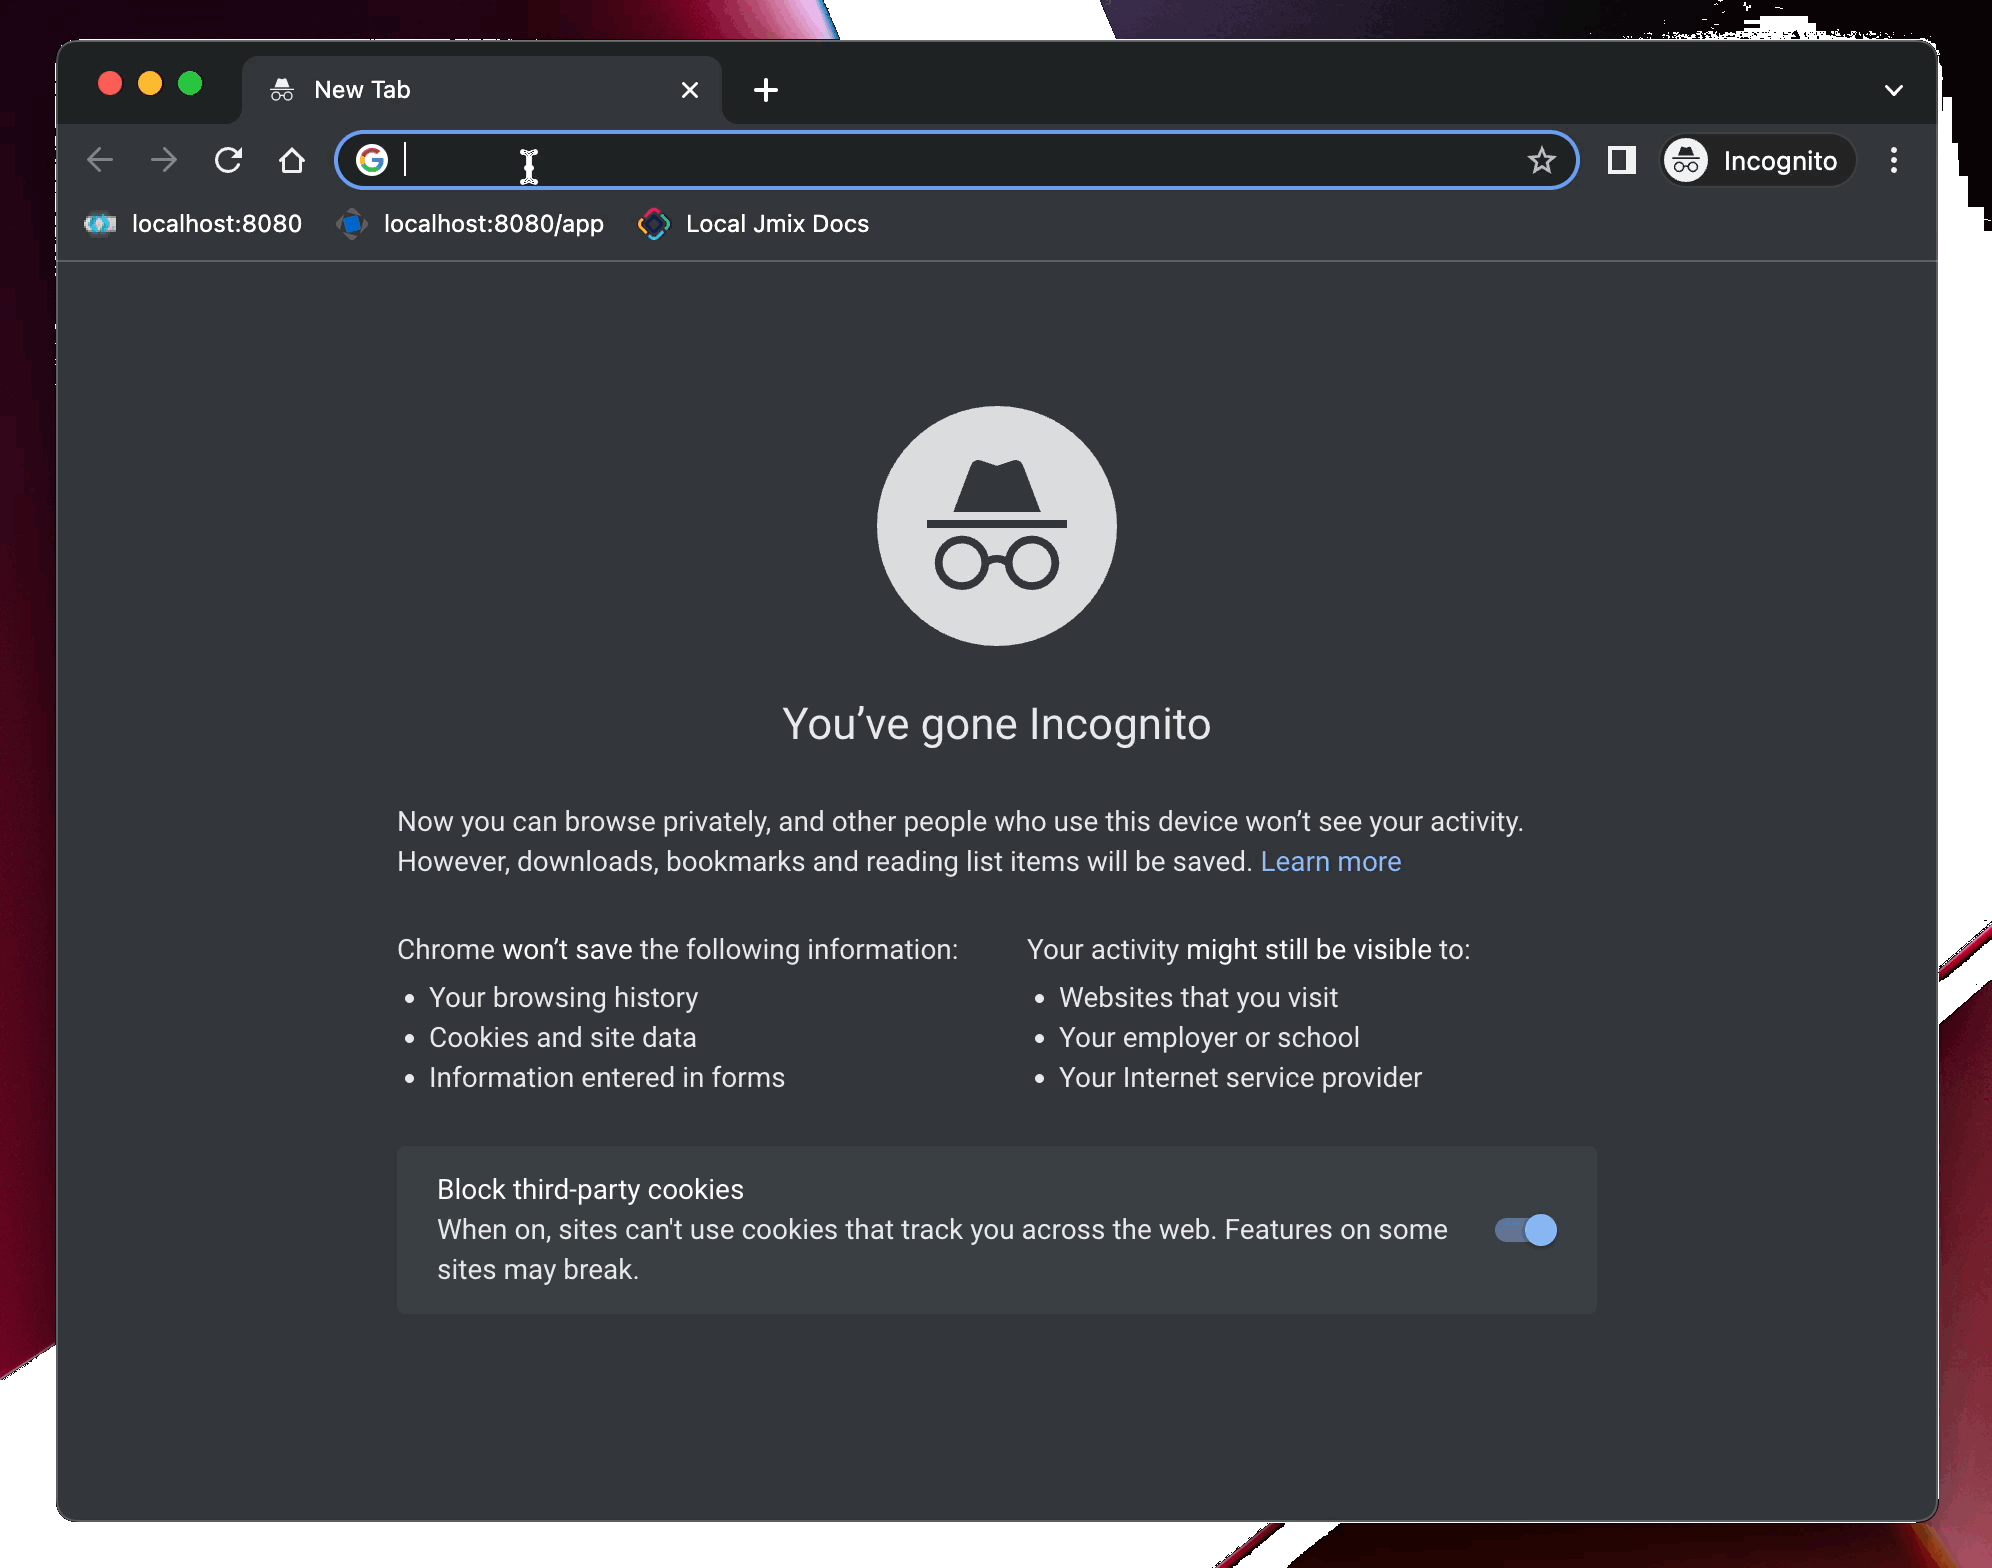 New Tab
Incognito
localhost:8080 localhost:8080/app Local Jmix Docs
You’ve gone Incognito
Now you can browse privately, and other people who use this device won’t see your activity.
However, downloads, bookmarks and reading list items will be saved. Learn more
Chrome won’t save the following information:
Your browsing history
Cookies and site data
Information entered in forms
Your activity might still be visible to:
Websites that you visit
Your employer or school
Your Internet service provider
Block third-party cookies
When on, sites can't use cookies that track you across the web. Features on some
sites may break.